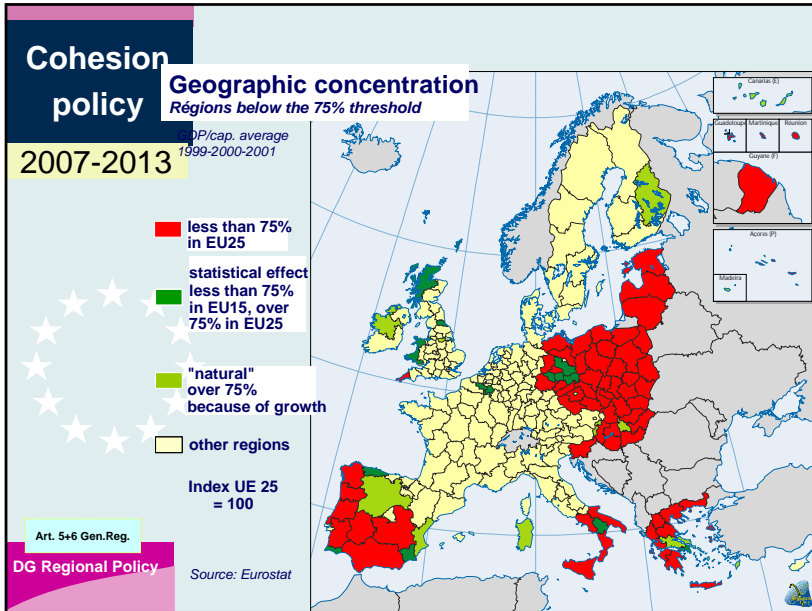 Cohesion
policy
2007-2013
Geographic concentration
Régions below the 75% threshold
GDP/cap. average
1999-2000-2001
less than 75%
in EU25
statistical effect
less than 75%
in EU15, over
75% in EU25
"natural"
over 75%
because of growth
other regions
Index UE 25
= 100
Art. 5+6 Gen.Reg.
DG Regional Policy
Source: Eurostat
Canarias (E)
Guadeloupe
Martinique
Réunion
Guyane (F)
Açores (P)
Madeira